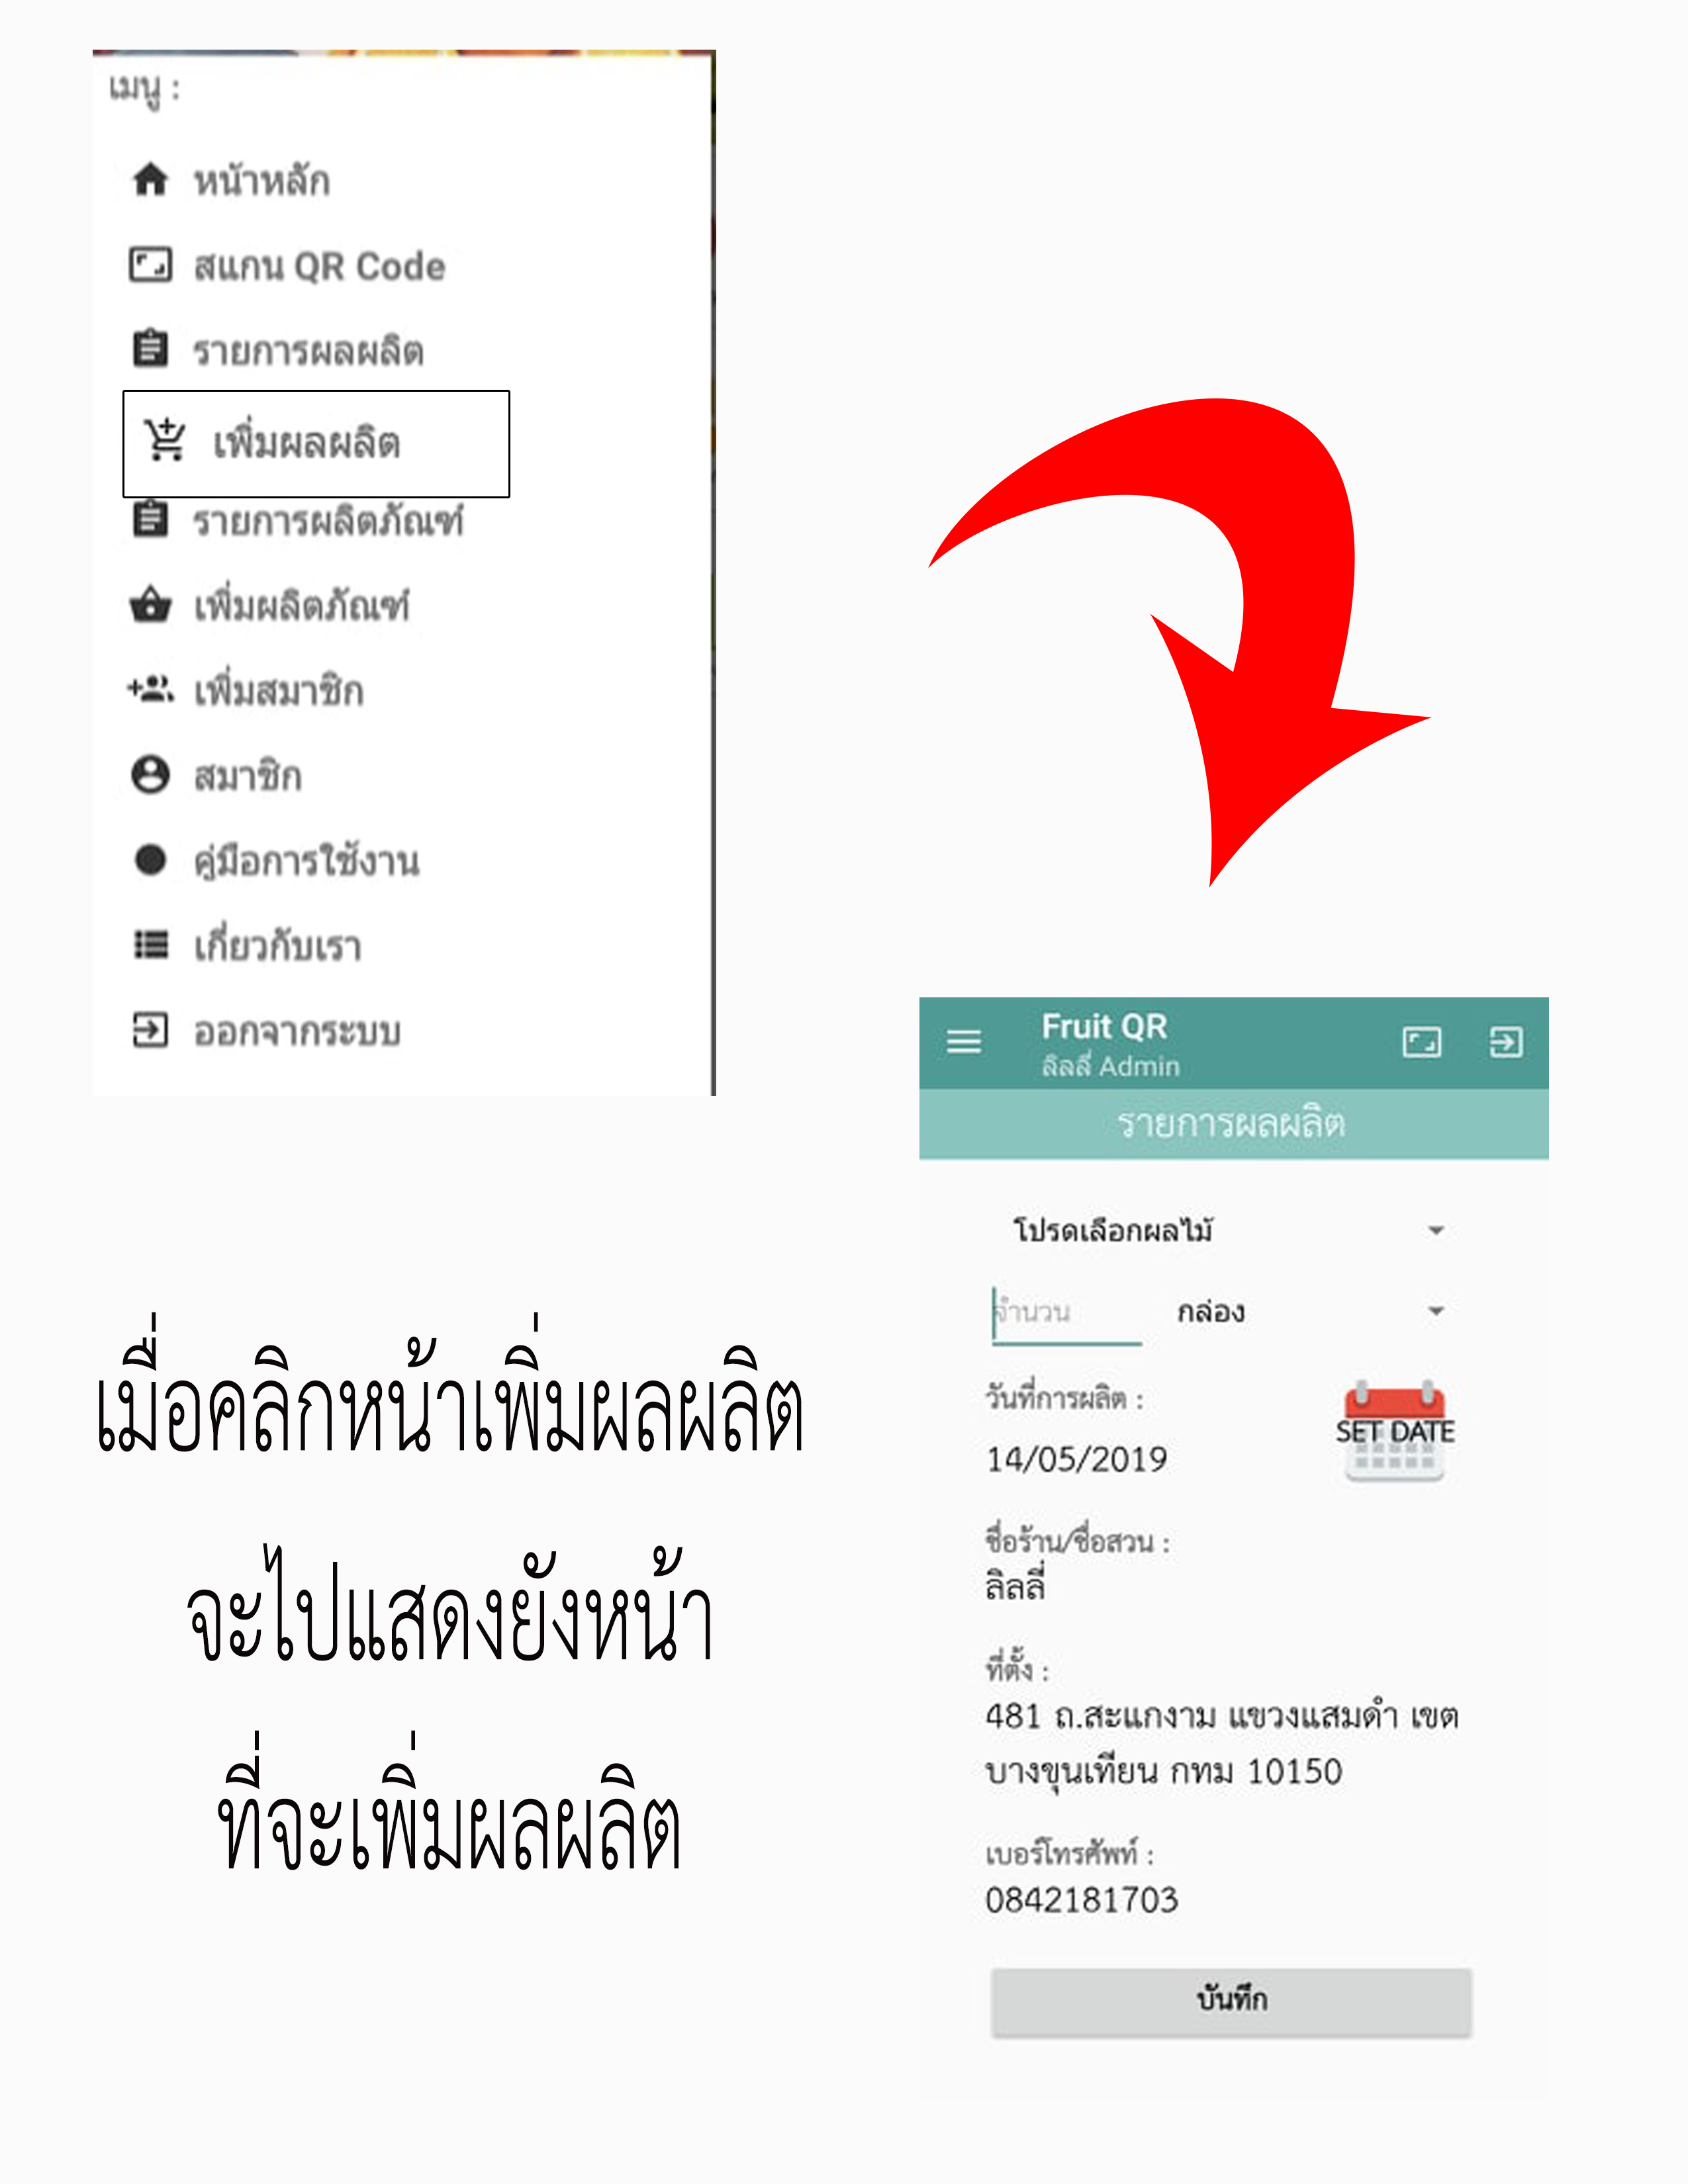 เมนู :
หน้าหลัก
สแกน QR Code
รายการผลผลิต
เพิ่มผลผลิต
รายการผลิตภัณฑ์
เพิ่มผลิตภัณฑ์
เพิ่มสมาชิก
สมาชิก
คู่มือการใช้งาน
เกี่ยวกับเรา
ออกจากระบบ
เมื่อคลิกหน้าเพิ่มผลผลิต
จะไปแสดงยังหน้า
ที่จะเพิ่มผลผลิต
Fruit QR
ลิลลี่ Admin
รายการผลผลิต
โปรดเลือกผลไม้
จำนวน กล่อง
วันที่การผลิต :
SET DATE
14/05/2019
ชื่อร้าน/ชื่อสวน :
ลิลลี่
ที่ตั้ง :
481 ถ.สะแกงาม แขวงแสมดำ เขต
บางขุนเทียน กทม 10150
เบอร์โทรศัพท์ :
0842181703
บันทึก